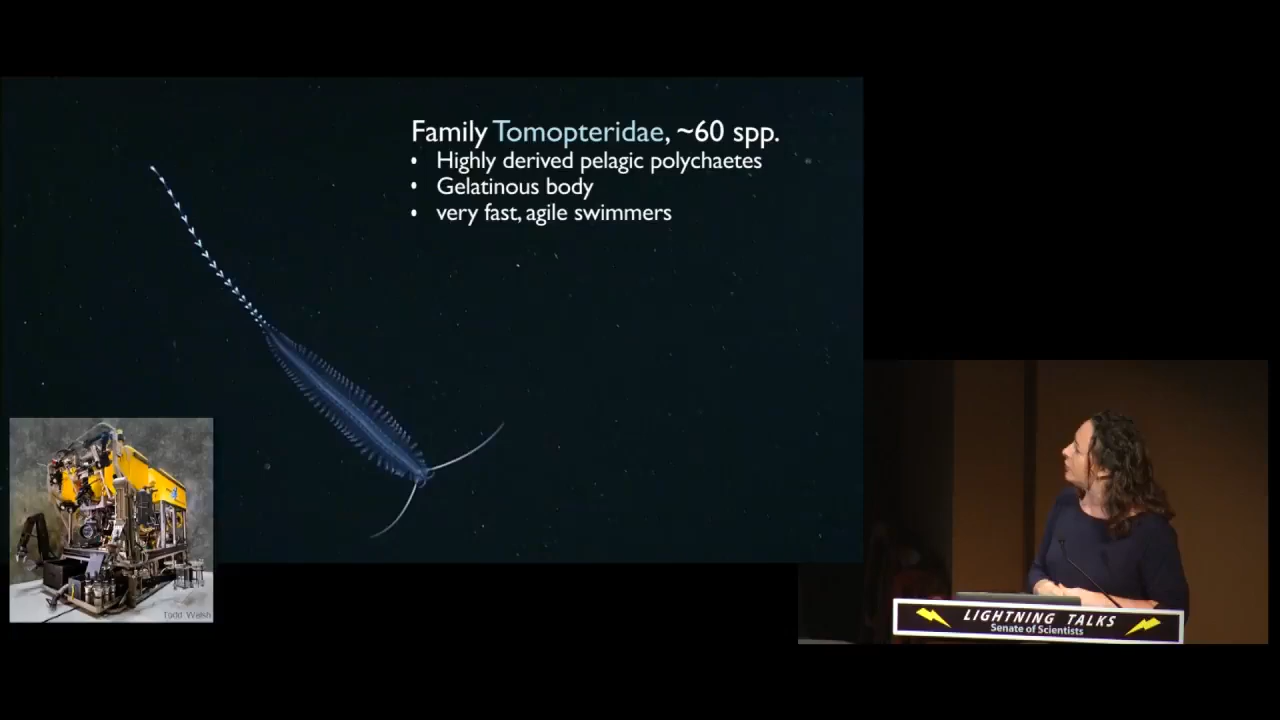 Family Tomopteridae, ~60 spp.
• Highly derived pelagic polychaetes
• Gelatinous body
• very fast, agile swimmers
Todd Walsh
LIGHTNING TALKS
Senate of Scientists